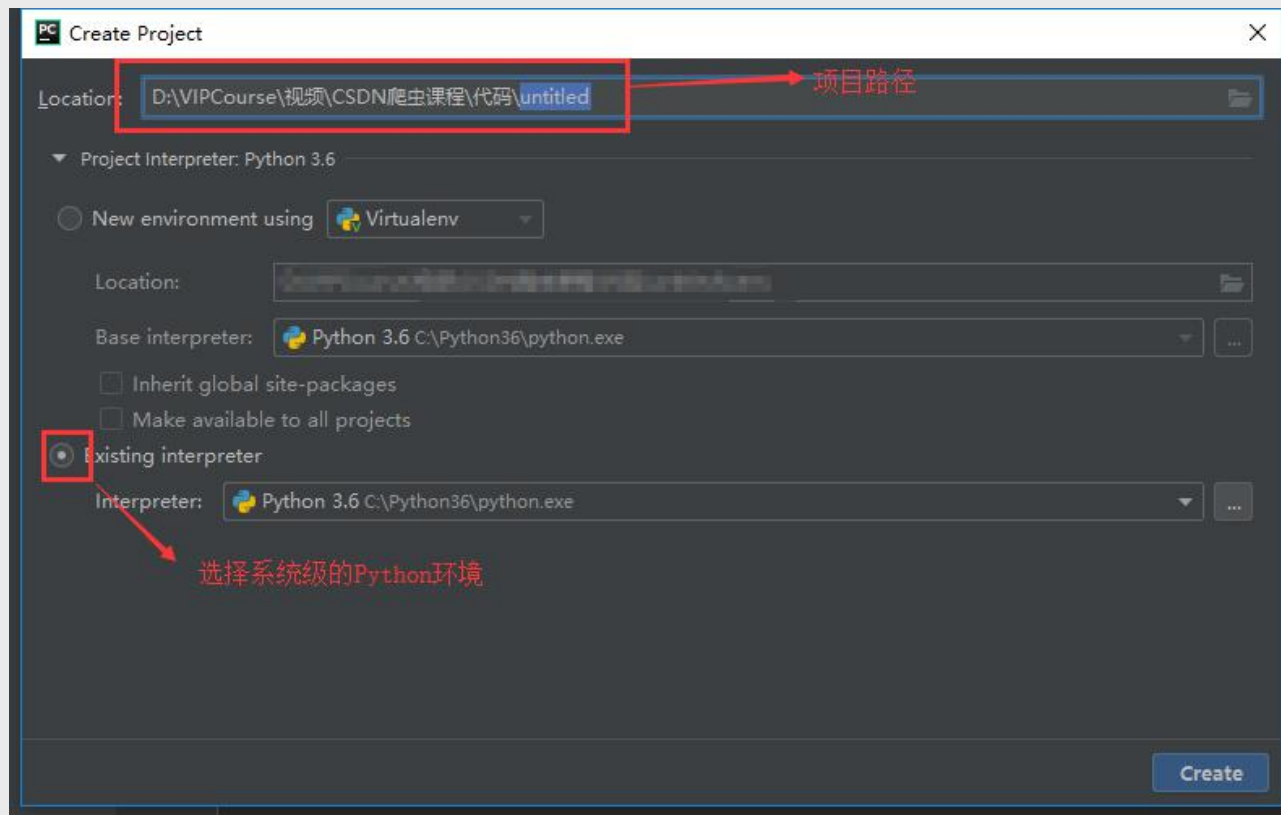 PC Create Project
Location: D:\VIPCourse\视频\CSDN爬虫课程\代码\untitled 项目路径
Project Interpreter: Python 3.6
New environment using Virtualenv
Location:
Base interpreter: Python 3.6 C:\Python36\python.exe ...
Inherit global site-packages
Make available to all projects
Existing interpreter
Interpreter: Python 3.6 C:\Python36\python.exe ...
选择系统级的Python环境
Create